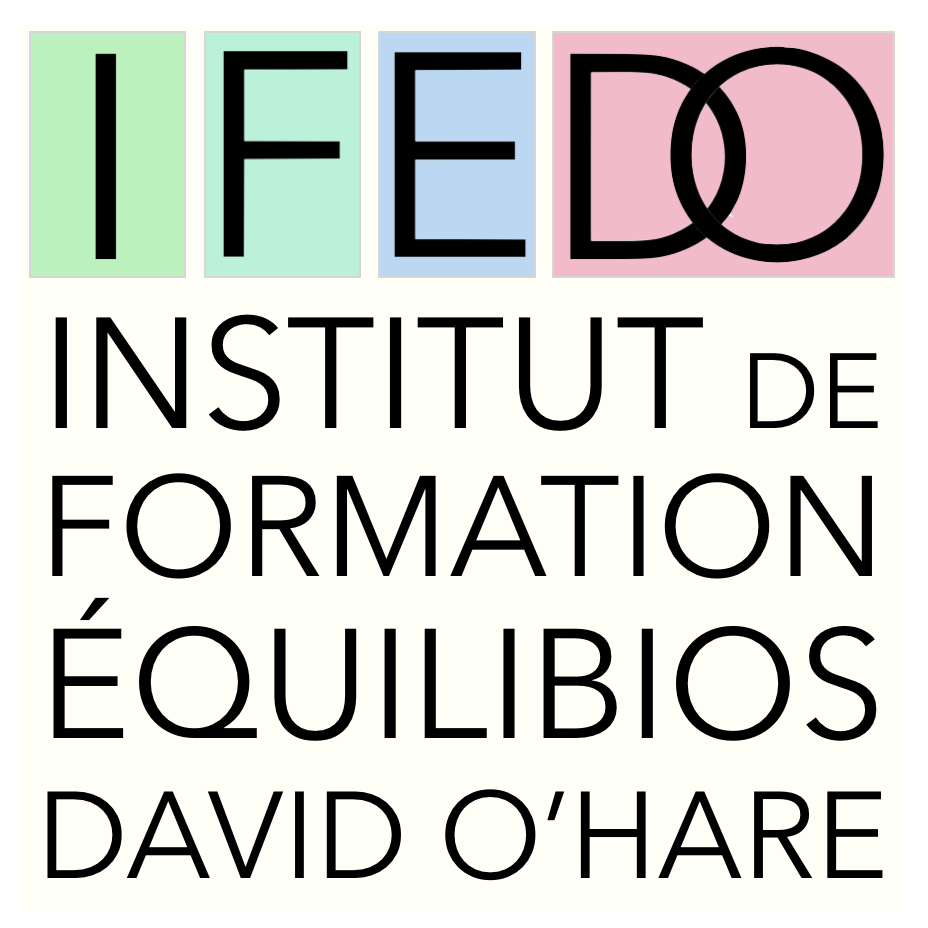 IFEDO
INSTITUT DE
FORMATION
ÉQUILIBIOS
DAVID O’HARE